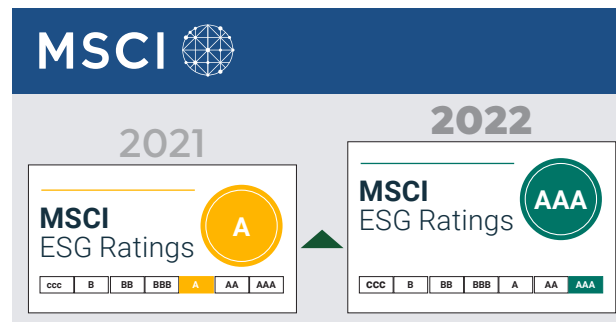 MSCI
2021
MSCI
ESG Ratings
A
CCC B BB BBB A AA AAA
2022
MSCI
ESG Ratings
AAA
CCC B BB BBB A AA AAA